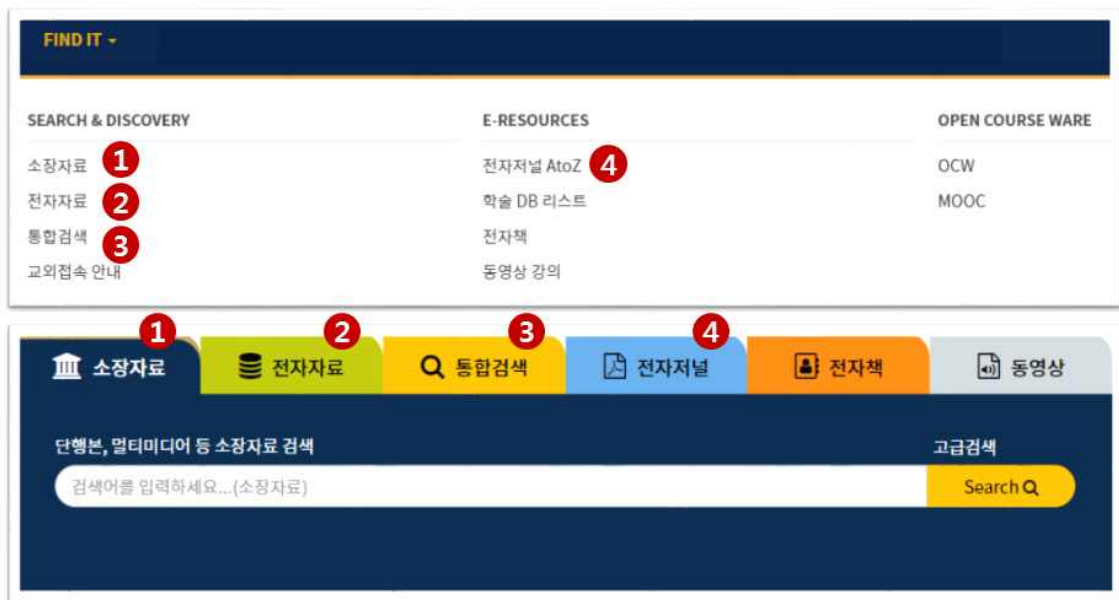 FIND IT
SEARCH & DISCOVERY
소장자료 1
전자자료 2
통합검색 3
교외접속 안내
E-RESOURCES
전자저널 AtoZ 4
학술 DB 리스트
전자책
동영상 강의
OPEN COURSE WARE
OCW
MOOC
1 2 3 4
소장자료 전자자료 통합검색 전자저널 전자책 동영상
단행본, 멀티미디어 등 소장자료 검색 고급검색
검색어를 입력하세요...(소장자료) Search